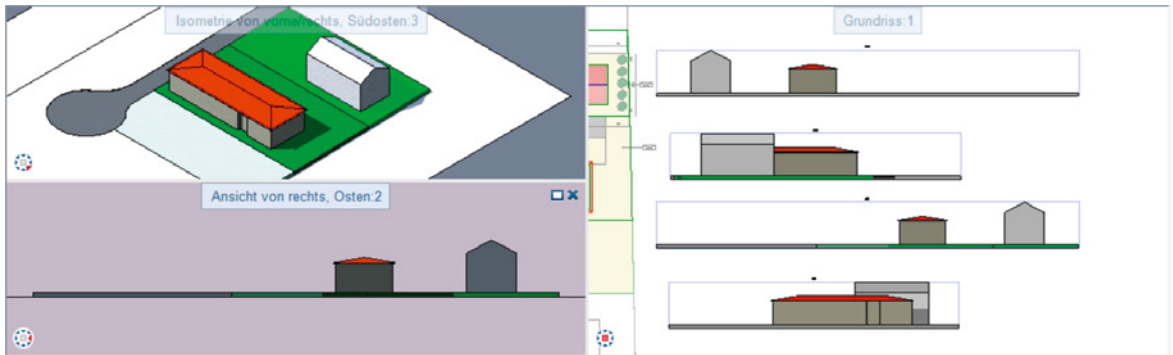 Isometrie von vorne/rechts, Südosten:3
Grundriss:1
Ansicht von rechts, Osten:2